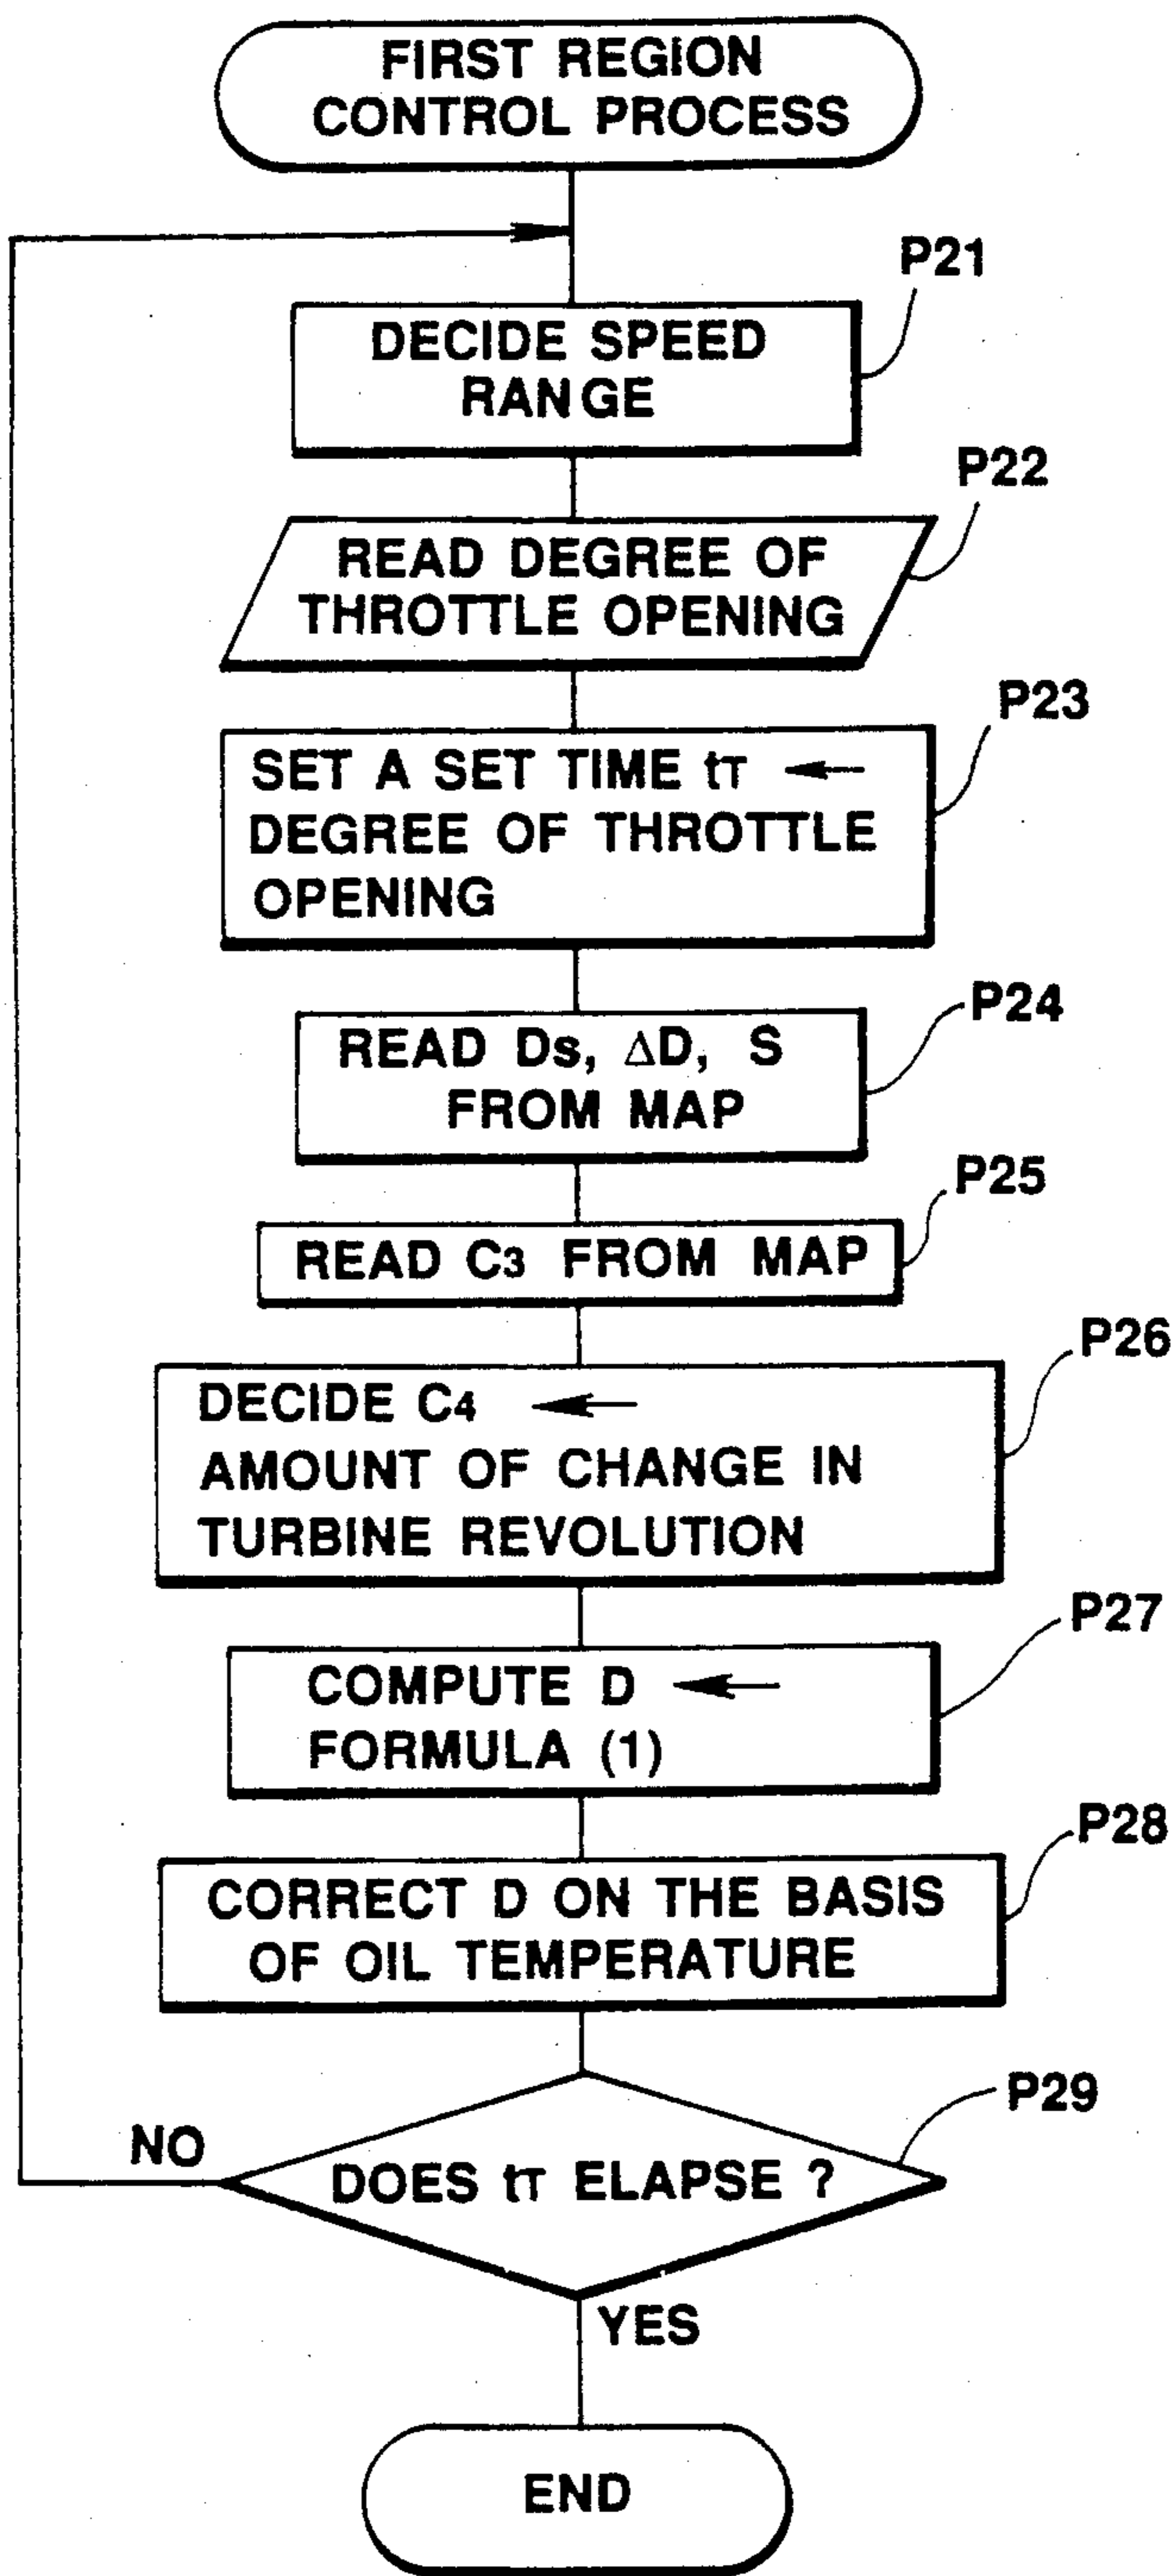 FIRST REGION
CONTROL PROCESS
P21
DECIDE SPEED
RANGE
P22
READ DEGREE OF
THROTTLE OPENING
P23
SET A SET TIME tT ←
DEGREE OF THROTTLE
OPENING
P24
READ Ds, ΔD, S
FROM MAP
P25
READ C3 FROM MAP
P26
DECIDE C4 ←
AMOUNT OF CHANGE IN
TURBINE REVOLUTION
P27
COMPUTE D ←
FORMULA (1)
P28
CORRECT D ON THE BASIS
OF OIL TEMPERATURE
P29
NO
DOES tT ELAPSE ?
YES
END